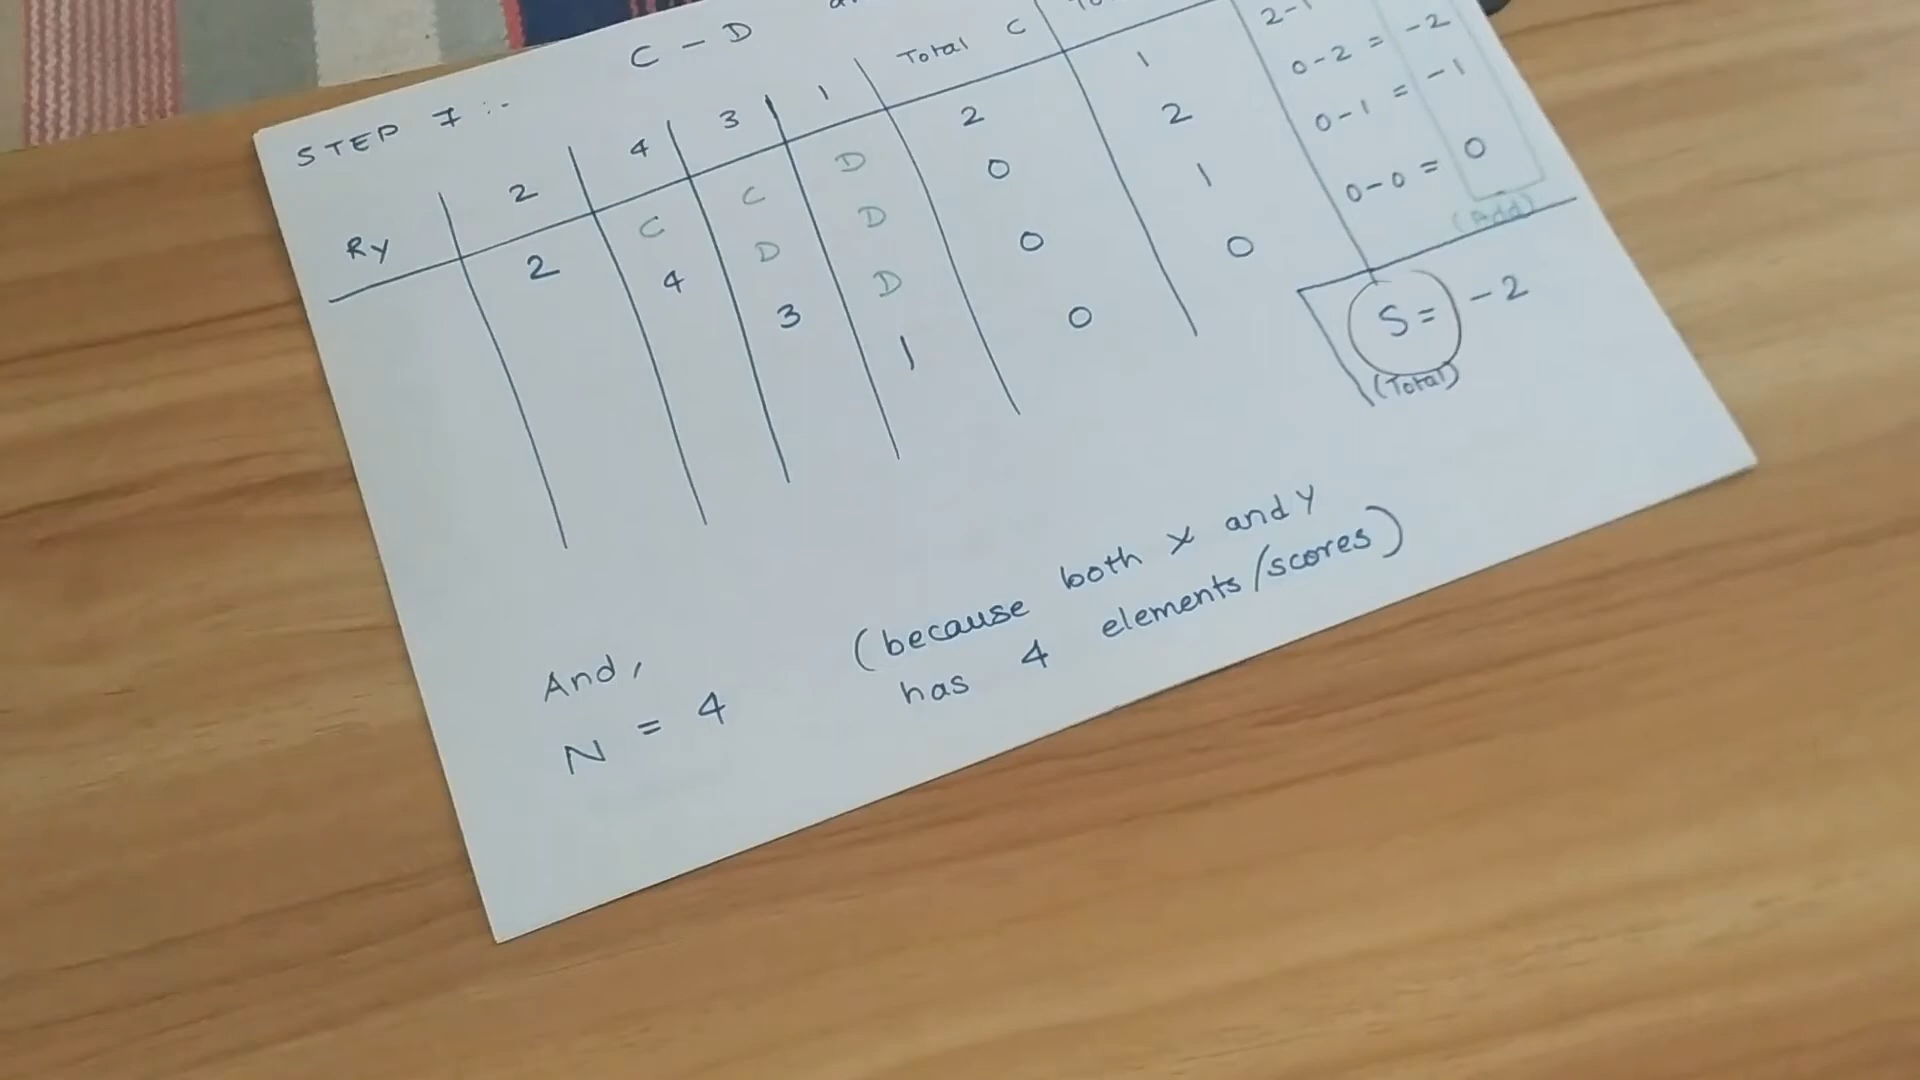 STEP 7 :- C - D
Ry 2 4 3 1 Total C
2 C C D 2 1 2-1
4 D D 0 2 0-2 = -2
3 D 0 1 0-1 = -1
1 0 0 0-0 = 0
(Add)
S = -2
(Total)
And,
N = 4 (because both X and Y
has 4 elements/scores)